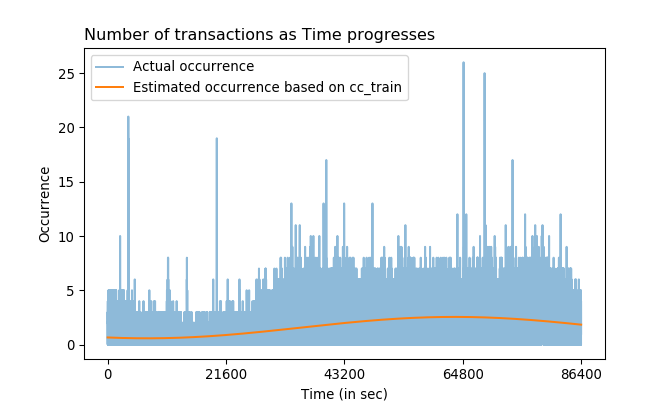 Number of transactions as Time progresses
Actual occurrence
Estimated occurrence based on cc_train
25
20
15
10
5
0
Occurrence
0 21600 43200 64800 86400
Time (in sec)